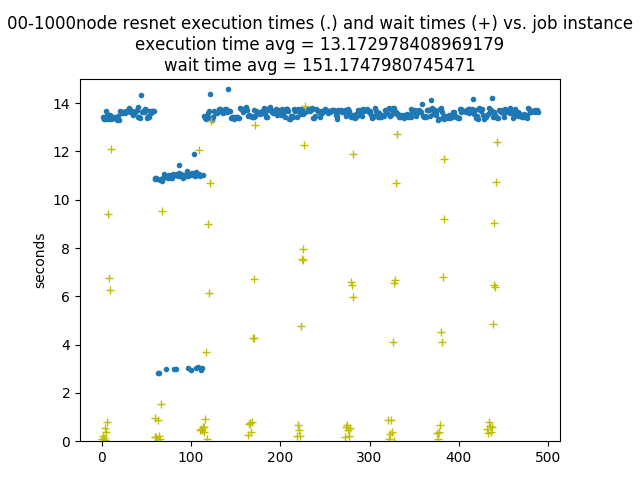 00-1000node resnet execution times (.) and wait times (+) vs. job instance
execution time avg = 13.172978408969179
wait time avg = 151.1747980745471
14
12
10
8
6
4
2
0
seconds
0 100 200 300 400 500